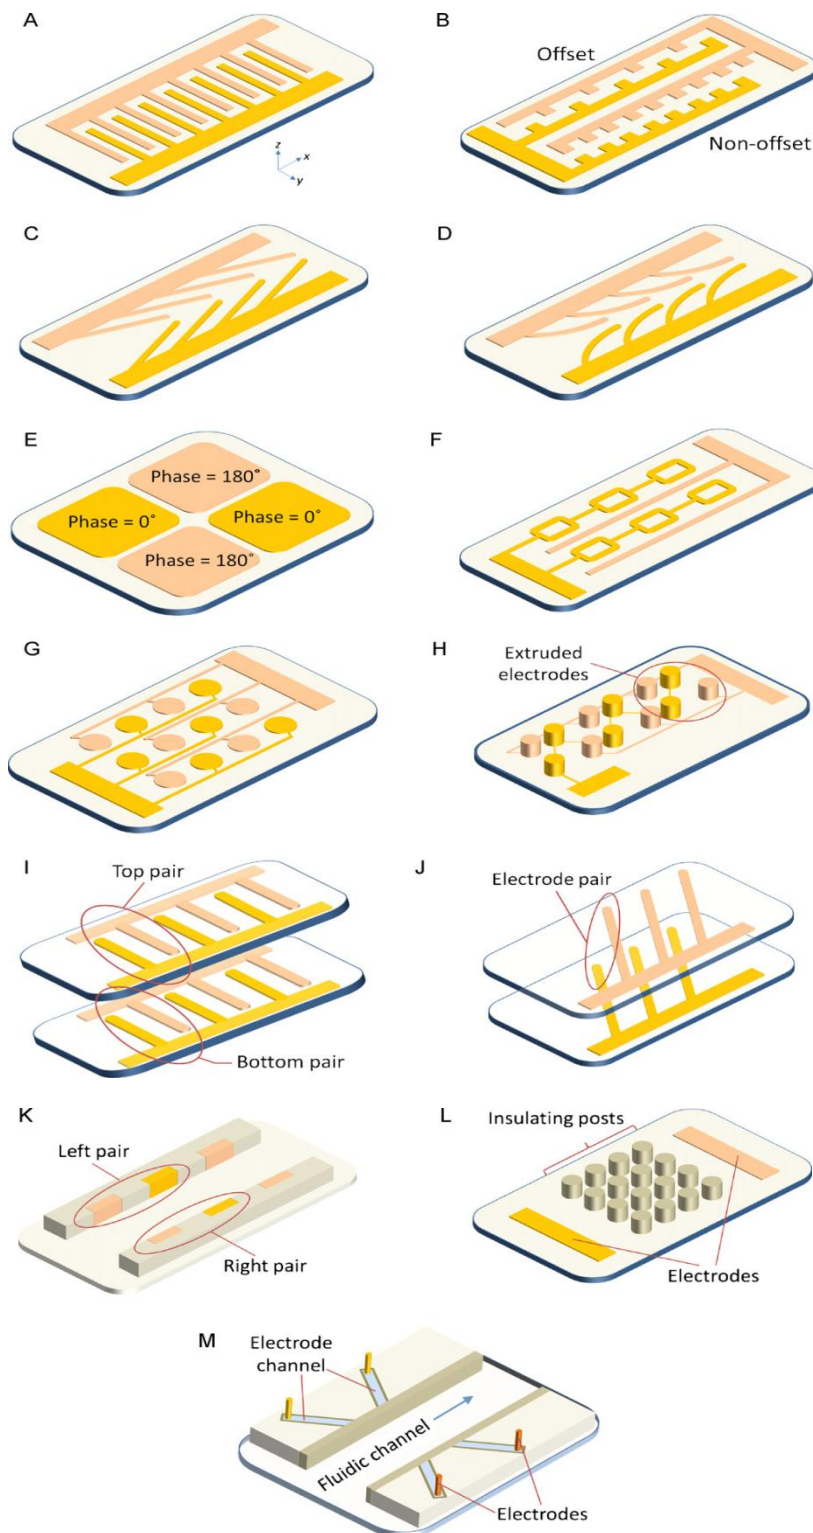 A
B
Offset
Non-offset
z
x
y
C
D
E
Phase = 180˚
Phase = 0˚
Phase = 0˚
Phase = 180˚
F
G
H
Extruded
electrodes
I
Top pair
Bottom pair
J
Electrode pair
K
Left pair
Right pair
L
Insulating posts
Electrodes
M
Electrode
channel
Fluidic channel
Electrodes